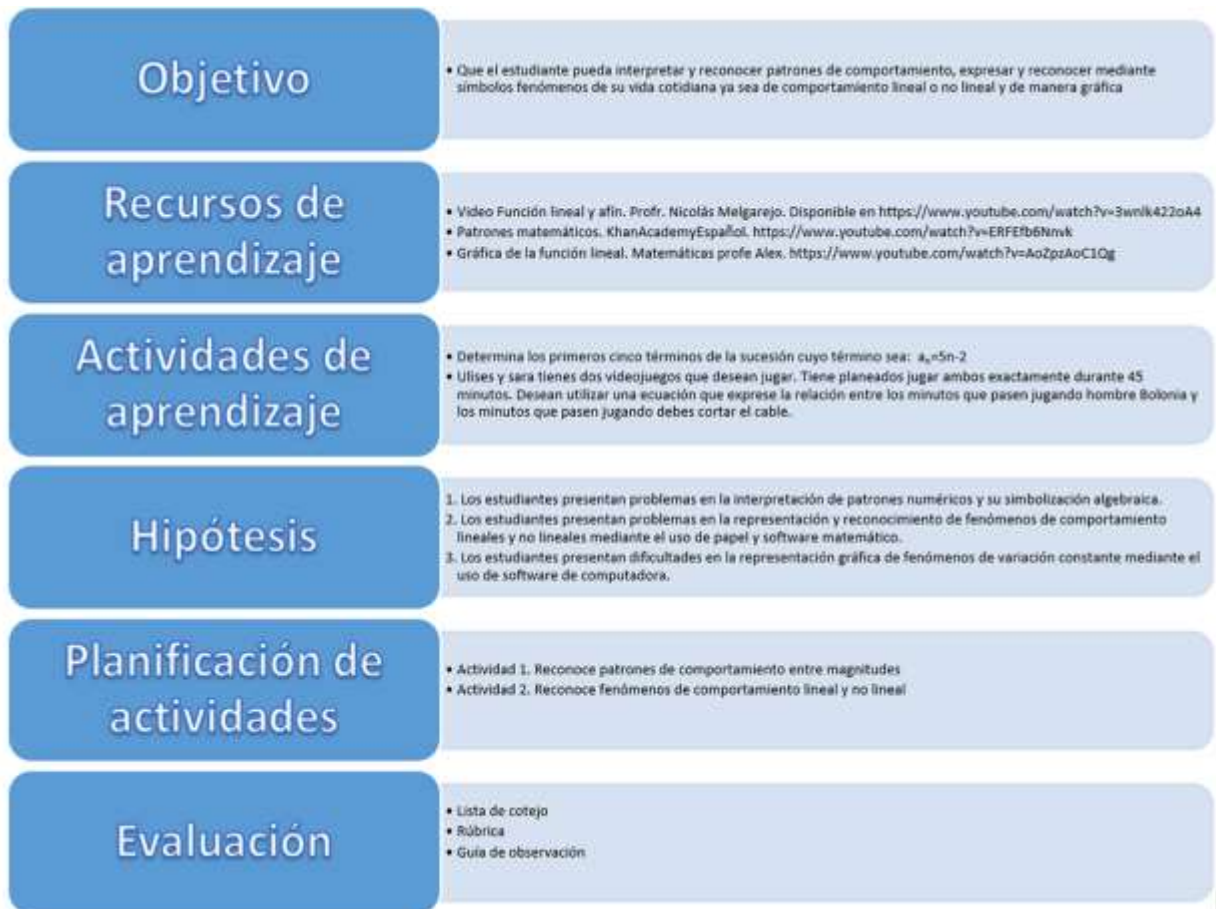 Objetivo
• Que el estudiante pueda interpretar y reconocer patrones de comportamiento, expresar y reconocer mediante
símbolos fenómenos de su vida cotidiana ya sea de comportamiento lineal o no lineal y de manera gráfica
Recursos de
aprendizaje
• Video Función lineal y afín. Profr. Nicolás Melgarejo. Disponible en https://www.youtube.com/watch?v=3wnlk422oA4
• Patrones matemáticos. KhanAcademyEspañol. https://www.youtube.com/watch?v=ERFEfb6Nnvk
• Gráfica de la función lineal. Matemáticas profe Alex. https://www.youtube.com/watch?v=AoZpzAoC1Qg
Actividades de
aprendizaje
• Determina los primeros cinco términos de la sucesión cuyo término sea: aₙ=5n-2
• Ulises y sara tienes dos videojuegos que desean jugar. Tiene planeados jugar ambos exactamente durante 45
minutos. Desean utilizar una ecuación que exprese la relación entre los minutos que pasen jugando hombre Bolonia y
los minutos que pasen jugando debes cortar el cable.
Hipótesis
1. Los estudiantes presentan problemas en la interpretación de patrones numéricos y su simbolización algebraica.
2. Los estudiantes presentan problemas en la representación y reconocimiento de fenómenos de comportamiento
lineales y no lineales mediante el uso de papel y software matemático.
3. Los estudiantes presentan dificultades en la representación gráfica de fenómenos de variación constante mediante el
uso de software de computadora.
Planificación de
actividades
• Actividad 1. Reconoce patrones de comportamiento entre magnitudes
• Actividad 2. Reconoce fenómenos de comportamiento lineal y no lineal
Evaluación
• Lista de cotejo
• Rúbrica
• Guía de observación